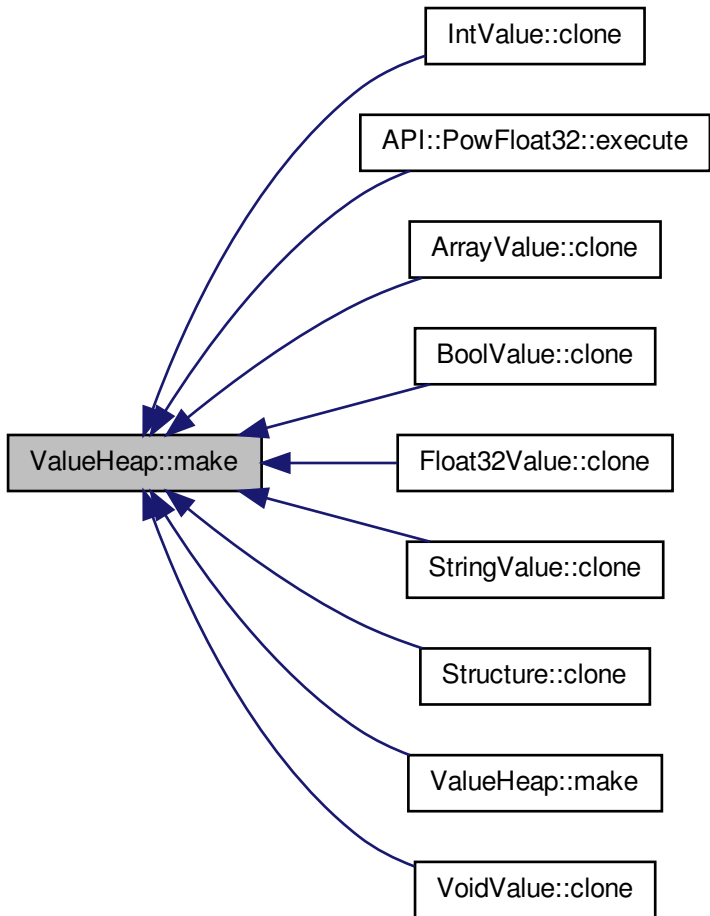 IntValue::clone
API::PowFloat32::execute
ArrayValue::clone
BoolValue::clone
ValueHeap::make
Float32Value::clone
StringValue::clone
Structure::clone
ValueHeap::make
VoidValue::clone